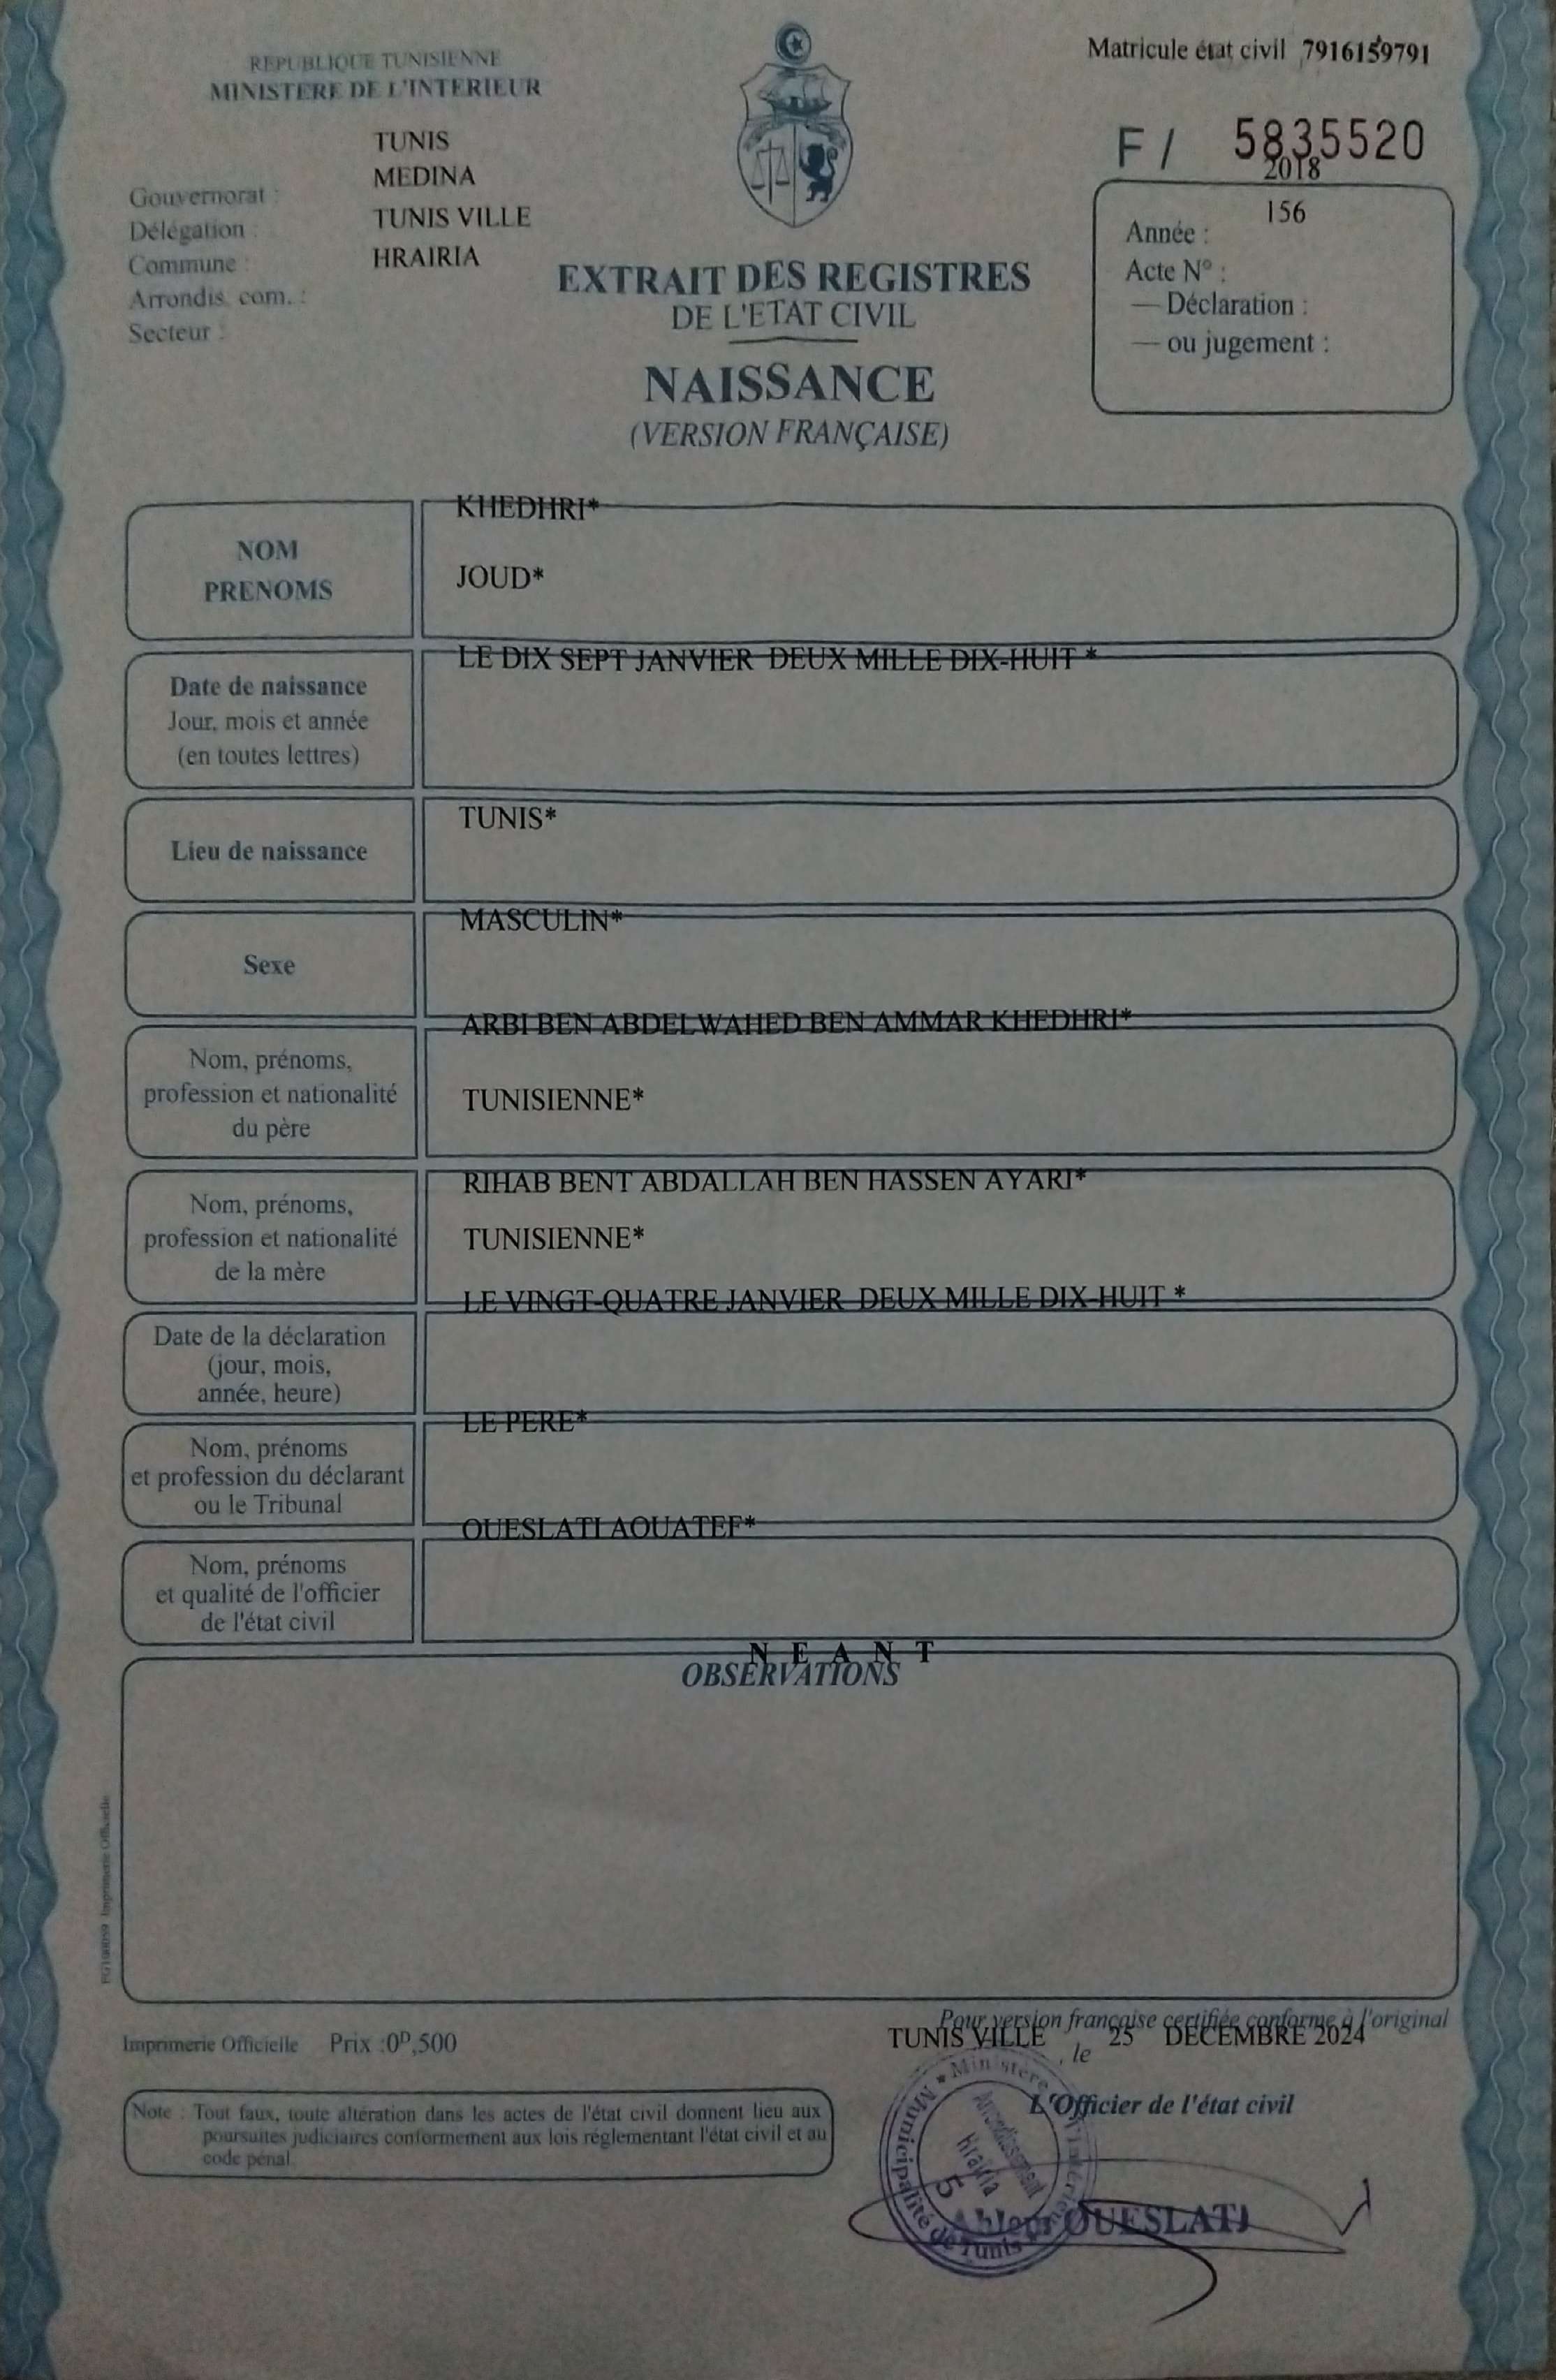 REPUBLIQUE TUNISIENNE
MINISTERE DE L'INTERIEUR
Matricule état civil 7916159791
F / 5835520
TUNIS
MEDINA
TUNIS VILLE
HRAIRIA
Gouvernorat :
Délégation :
Commune :
Arrondis. com. :
Secteur :
2018
156
Année :
Acte N° :
— Déclaration :
— ou jugement :
EXTRAIT DES REGISTRES
DE L'ETAT CIVIL
NAISSANCE
(VERSION FRANÇAISE)
NOM
PRENOMS
KHEDHRI*
JOUD*
Date de naissance
Jour, mois et année
(en toutes lettres)
LE DIX SEPT JANVIER DEUX MILLE DIX-HUIT *
Lieu de naissance
TUNIS*
Sexe
MASCULIN*
Nom, prénoms,
profession et nationalité
du père
ARBI BEN ABDELWAHED BEN AMMAR KHEDHRI*
TUNISIENNE*
Nom, prénoms,
profession et nationalité
de la mère
RIHAB BENT ABDALLAH BEN HASSEN AYARI*
TUNISIENNE*
Date de la déclaration
(jour, mois,
année, heure)
LE VINGT-QUATRE JANVIER DEUX MILLE DIX-HUIT *
Nom, prénoms
et profession du déclarant
ou le Tribunal
LE PERE*
Nom, prénoms
et qualité de l'officier
de l'état civil
OUESLATI AOUATEF*
N E A N T
OBSERVATIONS
Imprimerie Officielle
Imprimerie Officielle Prix :0ᴰ,500
Pour version française certifiée conforme à l'original
TUNIS VILLE , le 25 DECEMBRE 2024
L'Officier de l'état civil
Note : Tout faux, toute altération dans les actes de l'état civil donnent lieu aux
poursuites judiciaires conformement aux lois réglementant l'état civil et au
code pénal.
Ministère de l'Intérieur
Municipalité de Tunis
Arrondissement
Hrairia
5
OUESLATI